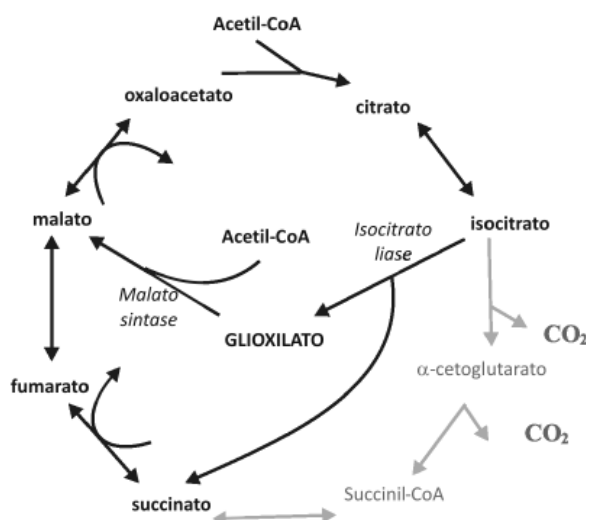 Acetil-CoA
oxaloacetato
citrato
malato
Acetil-CoA
Isocitrato
liase
isocitrato
Malato
sintase
GLIOXILATO
CO₂
α-cetoglutarato
fumarato
CO₂
succinato
Succinil-CoA